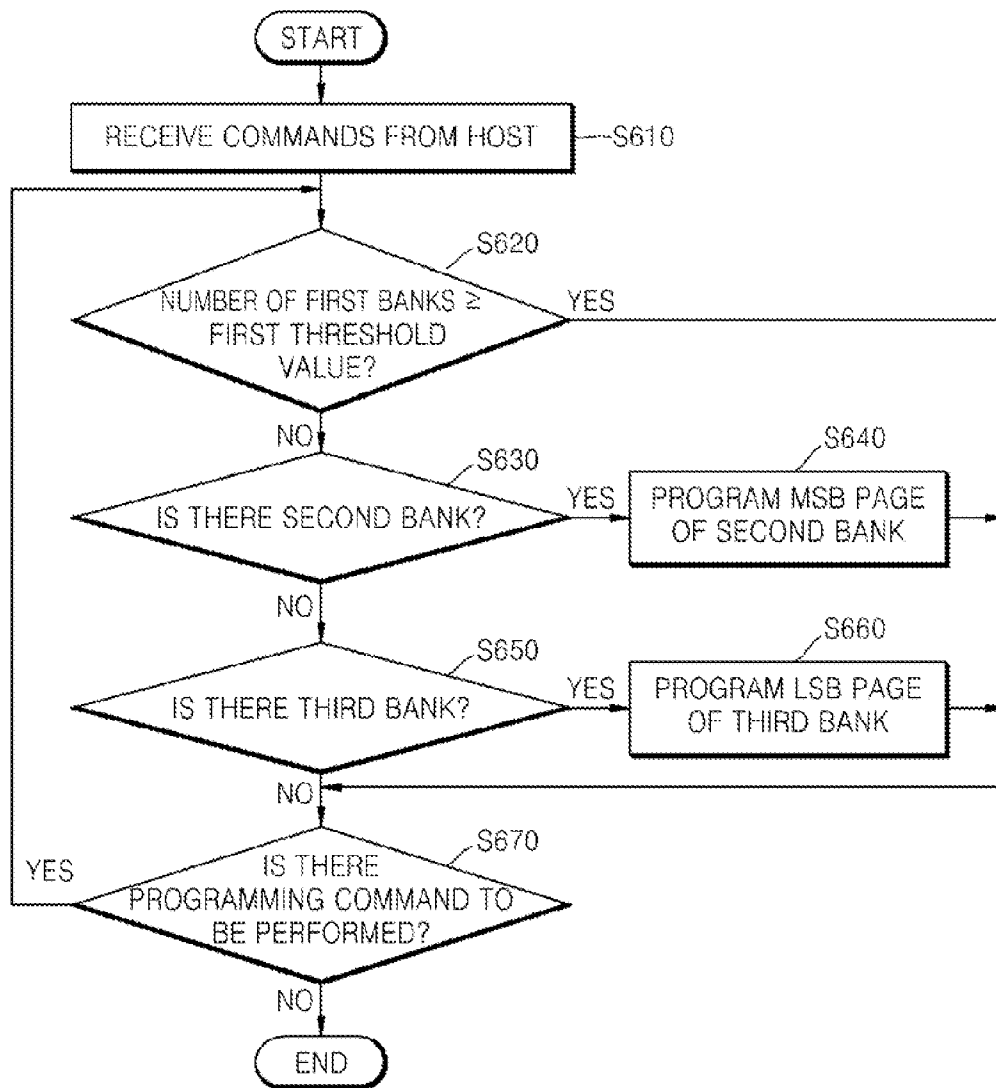 START
RECEIVE COMMANDS FROM HOST
S610
S620
NUMBER OF FIRST BANKS ≥
FIRST THRESHOLD
VALUE?
YES
NO
S630
IS THERE SECOND BANK?
YES
S640
PROGRAM MSB PAGE
OF SECOND BANK
NO
S650
IS THERE THIRD BANK?
YES
S660
PROGRAM LSB PAGE
OF THIRD BANK
NO
S670
YES
IS THERE
PROGRAMMING COMMAND TO
BE PERFORMED?
NO
END